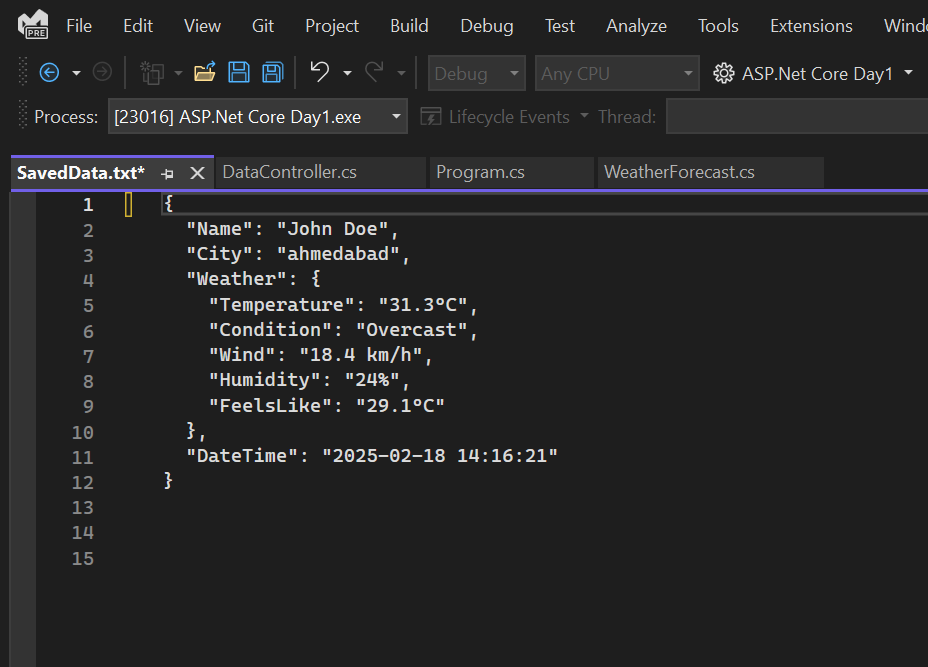 PRE File Edit View Git Project Build Debug Test Analyze Tools Extensions Windo
Debug Any CPU ASP.Net Core Day1
Process: [23016] ASP.Net Core Day1.exe Lifecycle Events Thread:
SavedData.txt* DataController.cs Program.cs WeatherForecast.cs
1 {
2 "Name": "John Doe",
3 "City": "ahmedabad",
4 "Weather": {
5 "Temperature": "31.3°C",
6 "Condition": "Overcast",
7 "Wind": "18.4 km/h",
8 "Humidity": "24%",
9 "FeelsLike": "29.1°C"
10 },
11 "DateTime": "2025-02-18 14:16:21"
12 }
13
14
15